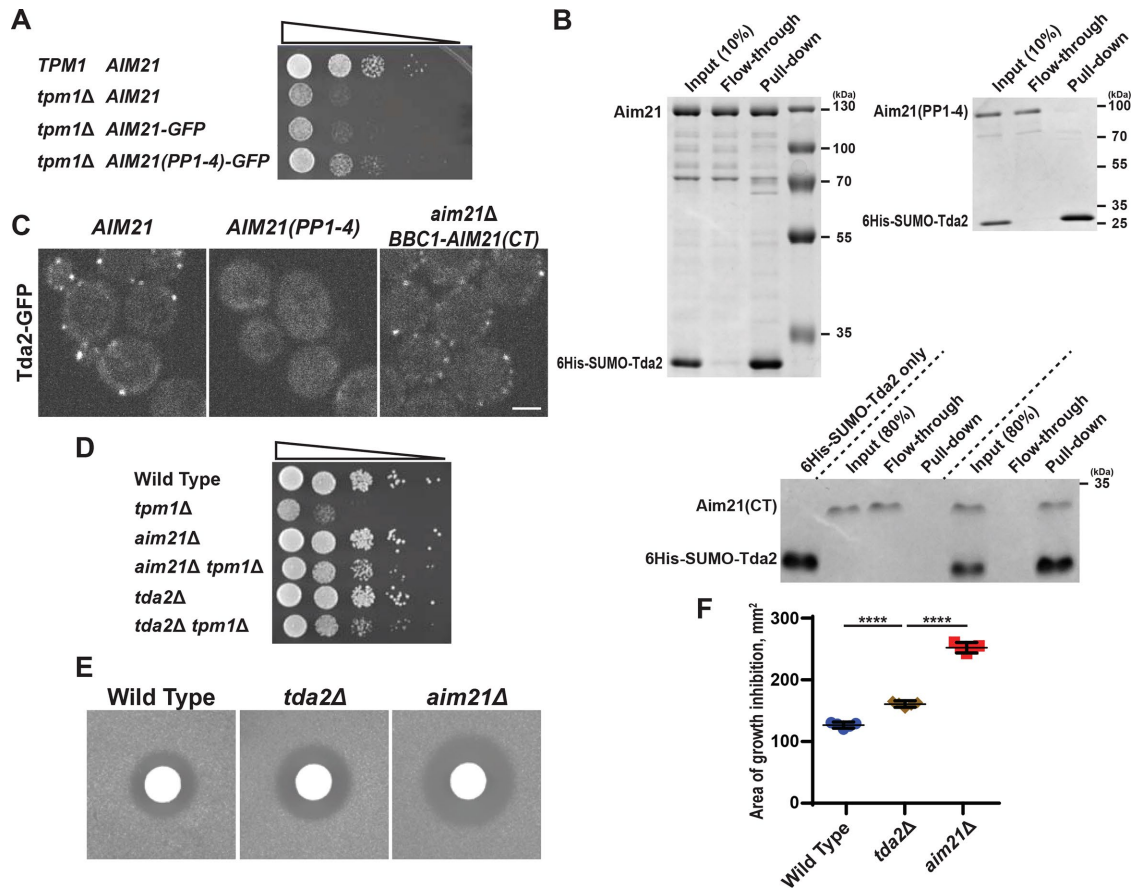 A
TPM1 AIM21
tpm1Δ AIM21
tpm1Δ AIM21-GFP
tpm1Δ AIM21(PP1-4)-GFP
B
Input (10%)
Flow-through
Pull-down
(kDa)
Aim21
130
100
70
55
35
6His-SUMO-Tda2
Input (10%)
Flow-through
Pull-down
(kDa)
Aim21(PP1-4)
100
70
55
35
6His-SUMO-Tda2
25
6His-SUMO-Tda2 only
Input (80%)
Flow-through
Pull-down
Input (80%)
Flow-through
Pull-down
(kDa)
35
Aim21(CT)
6His-SUMO-Tda2
C
AIM21
AIM21(PP1-4)
aim21Δ
BBC1-AIM21(CT)
Tda2-GFP
D
Wild Type
tpm1Δ
aim21Δ
aim21Δ tpm1Δ
tda2Δ
tda2Δ tpm1Δ
E
Wild Type
tda2Δ
aim21Δ
F
Area of growth inhibition, mm²
300
200
100
0
**** ****
Wild Type
tda2Δ
aim21Δ